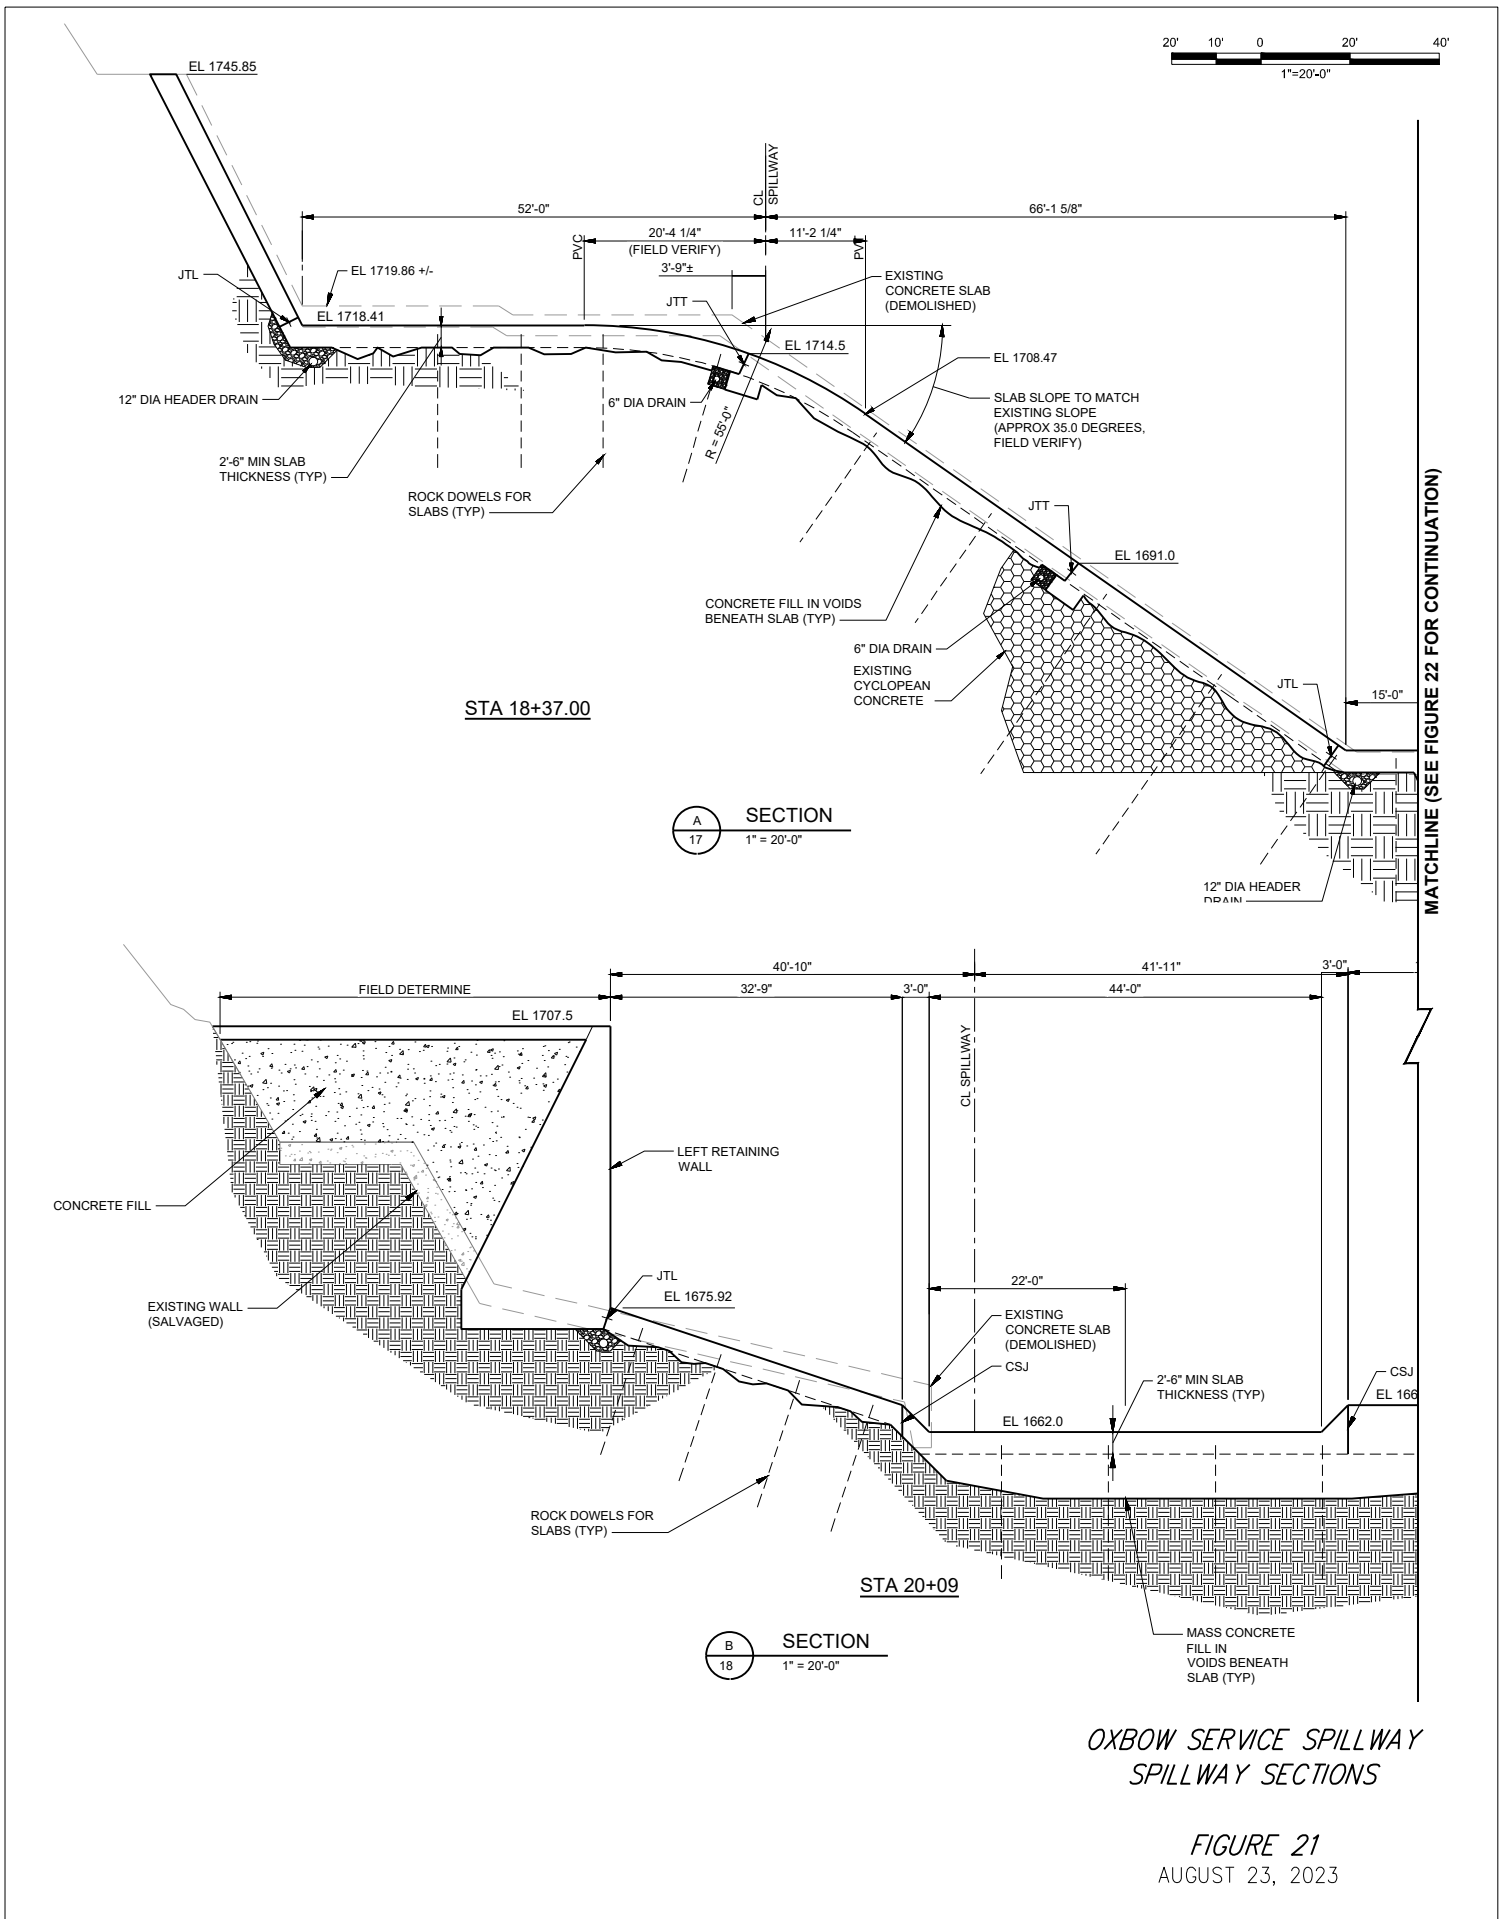 20' 10' 0 20' 40'
1"=20'-0"
EL 1745.85
CL
SPILLWAY
52'-0"
66'-1 5/8"
PVC
20'-4 1/4"
(FIELD VERIFY)
11'-2 1/4"
PVT
3'-9"±
JTL
EL 1719.86 +/-
JTT
EXISTING
CONCRETE SLAB
(DEMOLISHED)
EL 1718.41
EL 1714.5
EL 1708.47
12" DIA HEADER DRAIN
6" DIA DRAIN
R = 55'-0"
SLAB SLOPE TO MATCH
EXISTING SLOPE
(APPROX 35.0 DEGREES,
FIELD VERIFY)
2'-6" MIN SLAB
THICKNESS (TYP)
ROCK DOWELS FOR
SLABS (TYP)
JTT
EL 1691.0
CONCRETE FILL IN VOIDS
BENEATH SLAB (TYP)
6" DIA DRAIN
EXISTING
CYCLOPEAN
CONCRETE
JTL
15'-0"
STA 18+37.00
A
17
SECTION
1" = 20'-0"
12" DIA HEADER
DRAIN
MATCHLINE (SEE FIGURE 22 FOR CONTINUATION)
40'-10"
41'-11"
3'-0"
FIELD DETERMINE
32'-9"
3'-0"
44'-0"
EL 1707.5
CL SPILLWAY
LEFT RETAINING
WALL
CONCRETE FILL
EXISTING WALL
(SALVAGED)
JTL
EL 1675.92
22'-0"
EXISTING
CONCRETE SLAB
(DEMOLISHED)
CSJ
2'-6" MIN SLAB
THICKNESS (TYP)
CSJ
EL 166
EL 1662.0
ROCK DOWELS FOR
SLABS (TYP)
STA 20+09
B
18
SECTION
1" = 20'-0"
MASS CONCRETE
FILL IN
VOIDS BENEATH
SLAB (TYP)
OXBOW SERVICE SPILLWAY
SPILLWAY SECTIONS
FIGURE 21
AUGUST 23, 2023